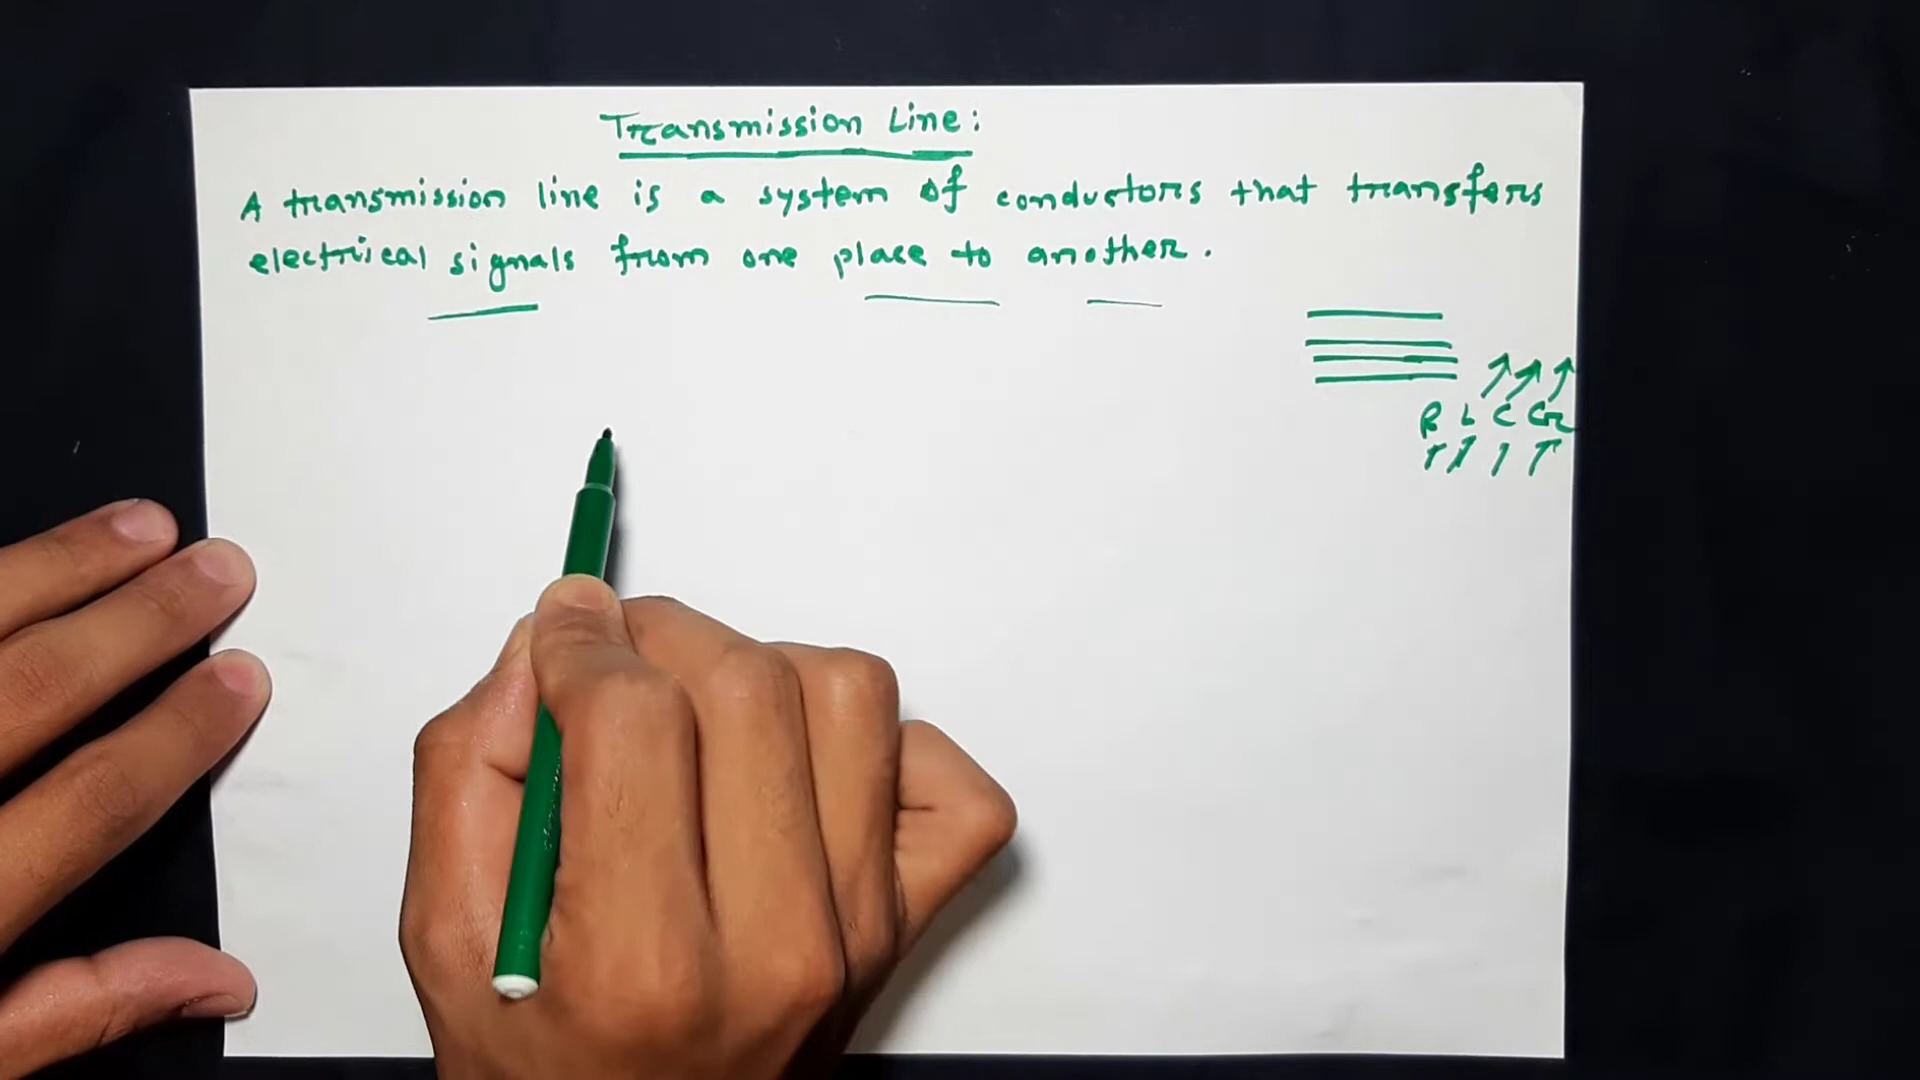 Transmission Line:
A transmission line is a system of conductors that transfers
electrical signals from one place to another.
R L C G